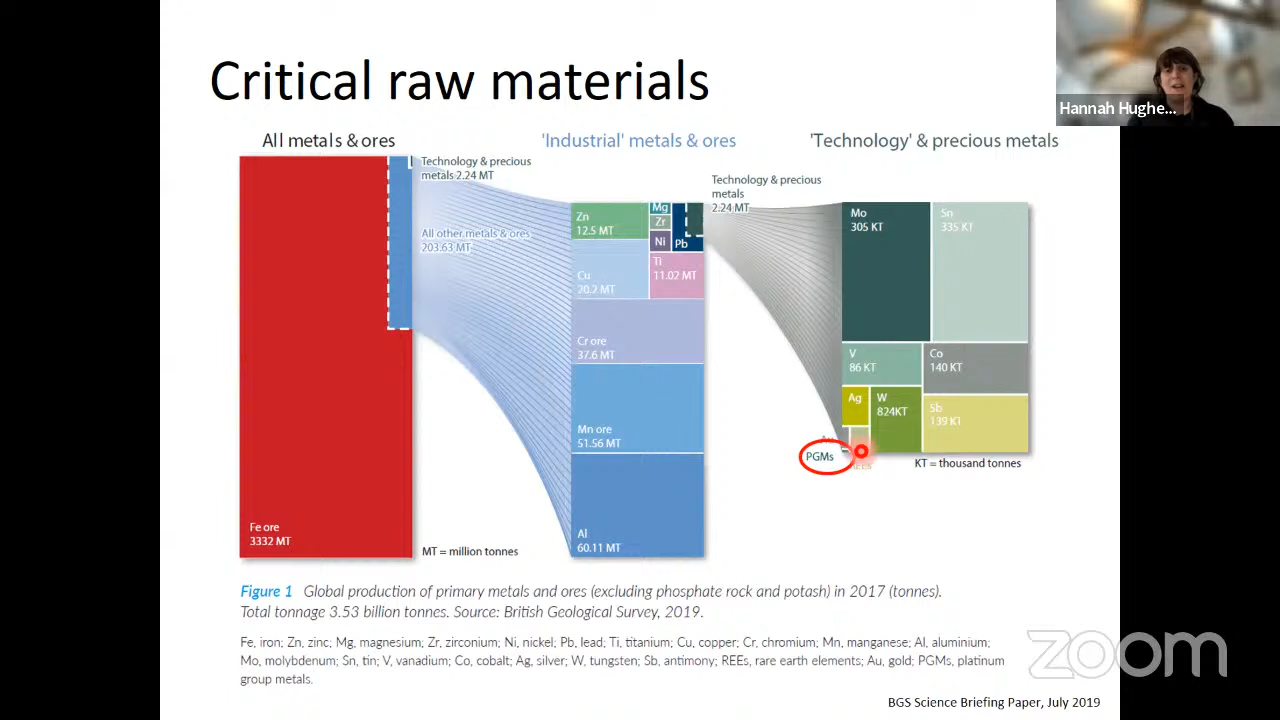 Critical raw materials
Hannah Hughe...
All metals & ores
'Industrial' metals & ores
'Technology' & precious metals
Technology & precious
metals 2.24 MT
All other metals & ores
203.63 MT
Fe ore
3332 MT
MT = million tonnes
Zn
12.5 MT
Mg
Zr
Ni
Pb
Ti
11.02 MT
Cu
20.2 MT
Cr ore
37.6 MT
Mn ore
51.56 MT
Al
60.11 MT
Technology & precious
metals
2.24 MT
Mo
305 KT
Sn
335 KT
V
86 KT
Co
140 KT
Ag
W
824KT
Sb
139 KT
Au
PGMs
REEs
KT = thousand tonnes
Figure 1 Global production of primary metals and ores (excluding phosphate rock and potash) in 2017 (tonnes).
Total tonnage 3.53 billion tonnes. Source: British Geological Survey, 2019.
Fe, iron; Zn, zinc; Mg, magnesium; Zr, zirconium; Ni, nickel; Pb, lead; Ti, titanium; Cu, copper; Cr, chromium; Mn, manganese; Al, aluminium;
Mo, molybdenum; Sn, tin; V, vanadium; Co, cobalt; Ag, silver; W, tungsten; Sb, antimony; REEs, rare earth elements; Au, gold; PGMs, platinum
group metals.
BGS Science Briefing Paper, July 2019
zoom